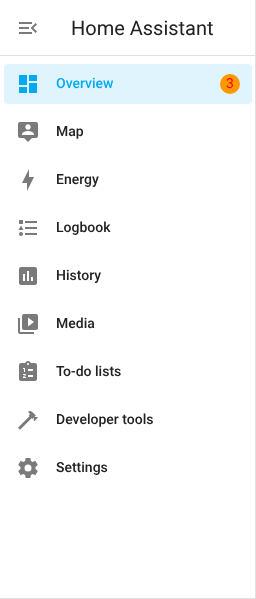 Home Assistant
Overview
3
Map
Energy
Logbook
History
Media
To-do lists
Developer tools
Settings